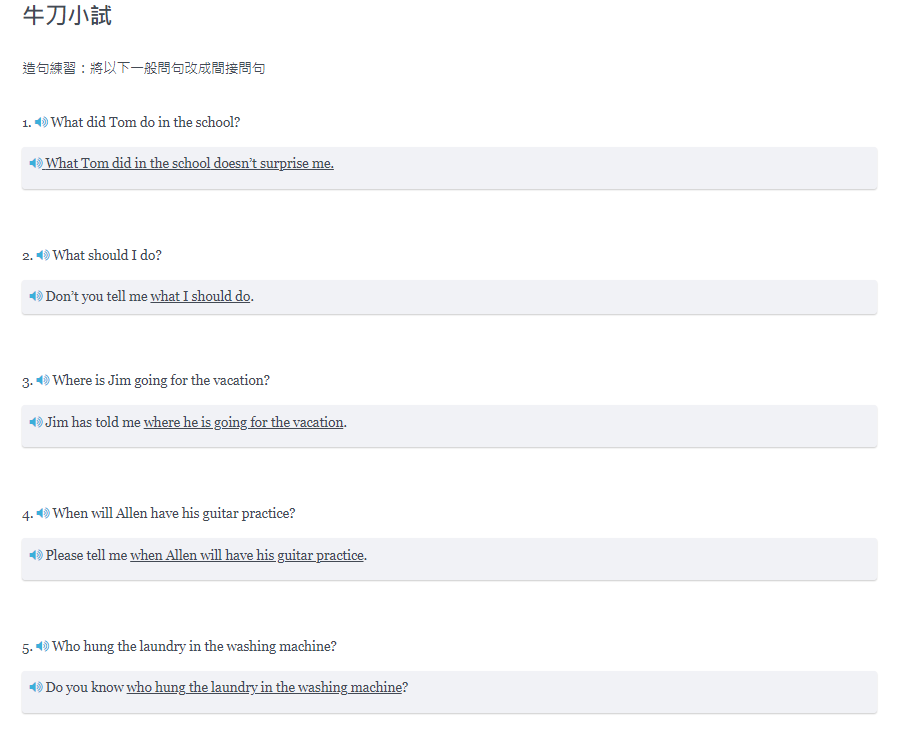 牛刀小試
造句練習：將以下一般問句改成間接問句
1. What did Tom do in the school?
What Tom did in the school doesn’t surprise me.
2. What should I do?
Don’t you tell me what I should do.
3. Where is Jim going for the vacation?
Jim has told me where he is going for the vacation.
4. When will Allen have his guitar practice?
Please tell me when Allen will have his guitar practice.
5. Who hung the laundry in the washing machine?
Do you know who hung the laundry in the washing machine?